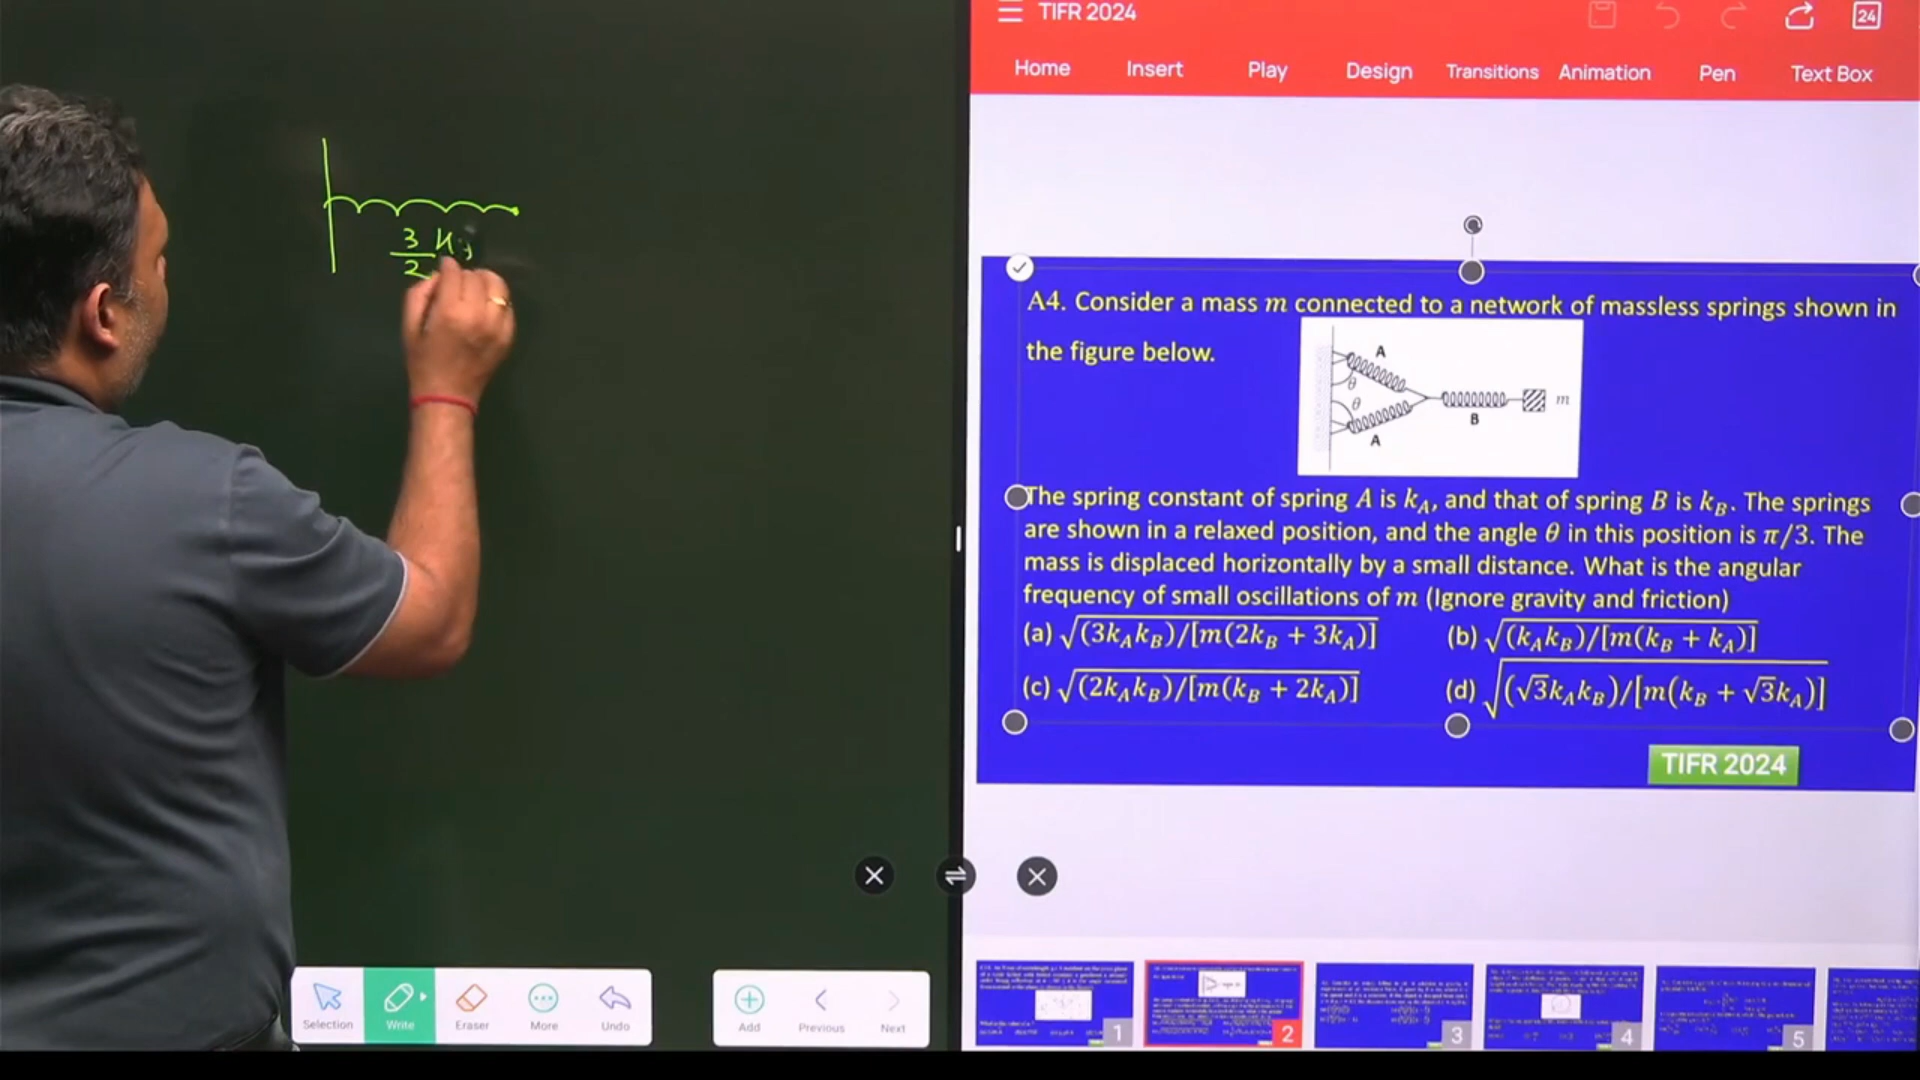 TIFR 2024
24
Home Insert Play Design Transitions Animation Pen Text Box
3
2
A4. Consider a mass m connected to a network of massless springs shown in
the figure below.
A
θ
θ
m
B
A
The spring constant of spring A is k_A, and that of spring B is k_B. The springs
are shown in a relaxed position, and the angle θ in this position is π/3. The
mass is displaced horizontally by a small distance. What is the angular
frequency of small oscillations of m (Ignore gravity and friction)
(a) √(3k_Ak_B)/[m(2k_B + 3k_A)] (b) √(k_Ak_B)/[m(k_B + k_A)]
(c) √(2k_Ak_B)/[m(k_B + 2k_A)] (d) √(√3k_Ak_B)/[m(k_B + √3k_A)]
TIFR 2024
Selection Write Eraser More Undo Add Previous Next
1 2 3 4 5